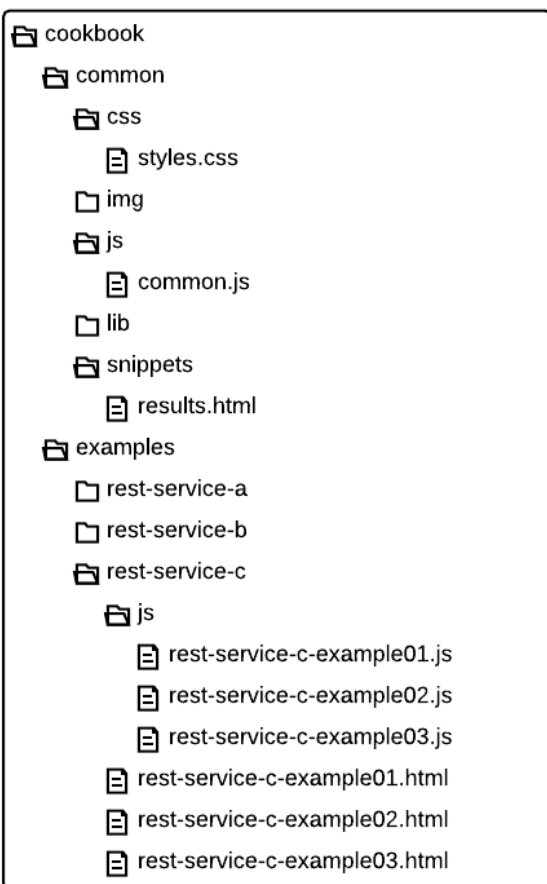 cookbook
common
css
styles.css
img
js
common.js
lib
snippets
results.html
examples
rest-service-a
rest-service-b
rest-service-c
js
rest-service-c-example01.js
rest-service-c-example02.js
rest-service-c-example03.js
rest-service-c-example01.html
rest-service-c-example02.html
rest-service-c-example03.html